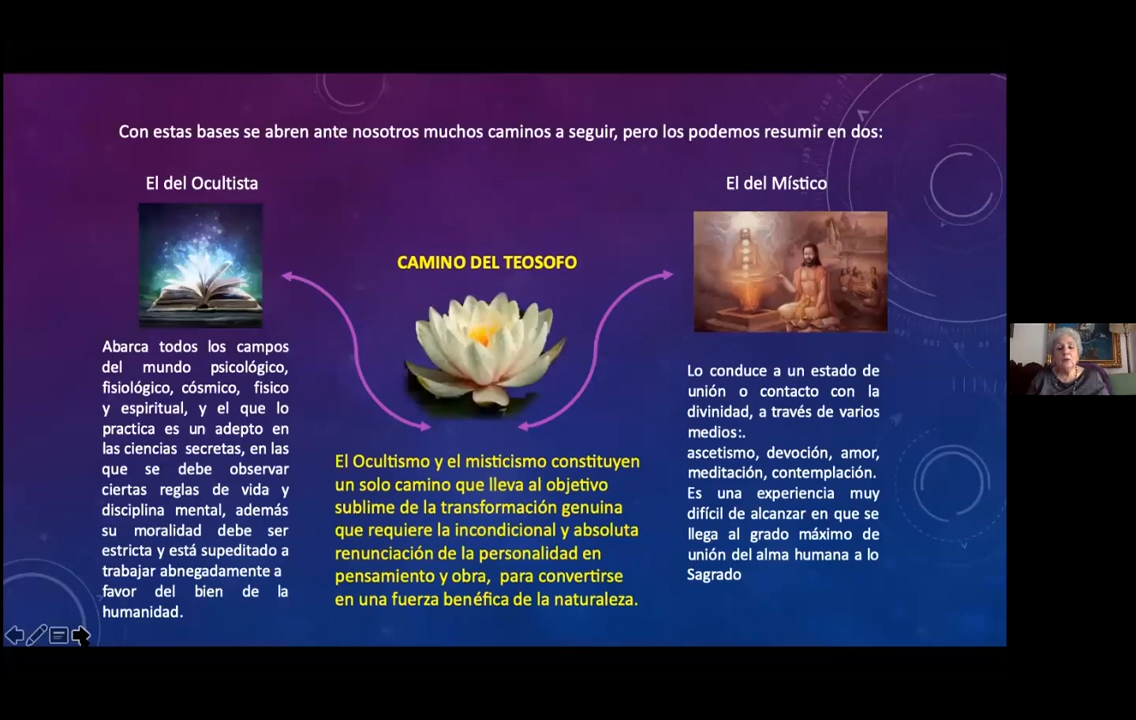 Con estas bases se abren ante nosotros muchos caminos a seguir, pero los podemos resumir en dos:
El del Ocultista
Abarca todos los campos
del mundo psicológico,
fisiológico, cósmico, fisico
y espiritual, y el que lo
practica es un adepto en
las ciencias secretas, en las
que se debe observar
ciertas reglas de vida y
disciplina mental, además
su moralidad debe ser
estricta y está supeditado a
trabajar abnegadamente a
favor del bien de la
humanidad.
CAMINO DEL TEOSOFO
El Ocultismo y el misticismo constituyen
un solo camino que lleva al objetivo
sublime de la transformación genuina
que requiere la incondicional y absoluta
renunciación de la personalidad en
pensamiento y obra, para convertirse
en una fuerza benéfica de la naturaleza.
El del Místico
Lo conduce a un estado de
unión o contacto con la
divinidad, a través de varios
medios:.
ascetismo, devoción, amor,
meditación, contemplación.
Es una experiencia muy
difícil de alcanzar en que se
llega al grado máximo de
unión del alma humana a lo
Sagrado